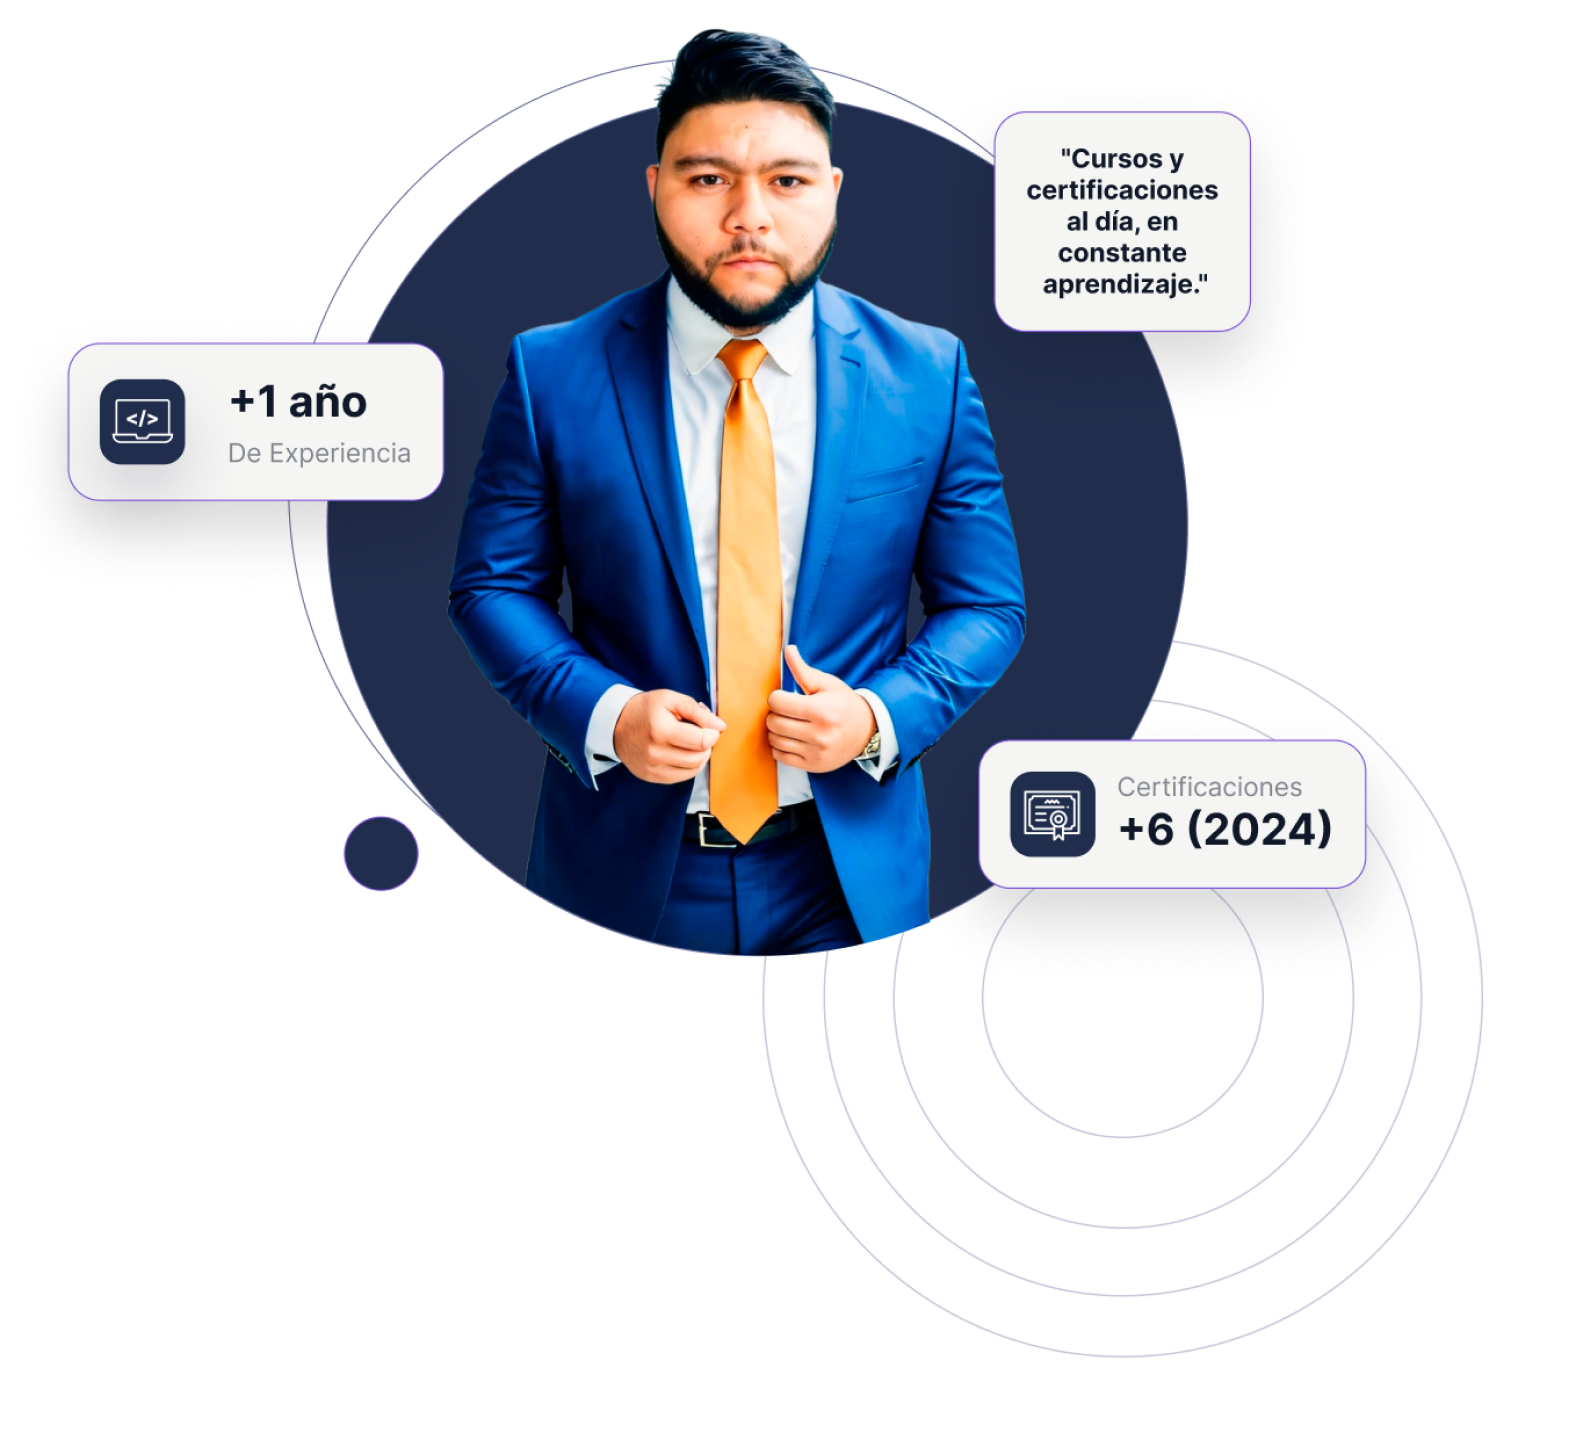 "Cursos y
certificaciones
al día, en
constante
aprendizaje."
+1 año
De Experiencia
Certificaciones
+6 (2024)